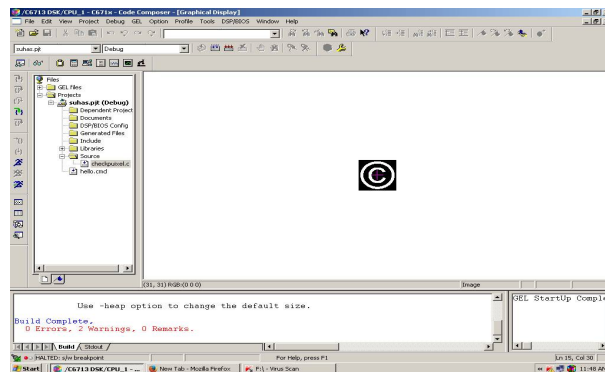 /C6713 DSK/CPU_1 - C671x - Code Composer - [Graphical Display]
File Edit View Project Debug GEL Option Profile Tools DSP/BIOS Window Help
suhas.pjt Debug
Files
GEL files
Projects
suhas.pjt (Debug)
Dependent Project
Documents
DSP/BIOS Config
Generated Files
Include
Libraries
Source
checkpuixel.c
hello.cmd
©
(31, 31) RGB:(0 0 0) Image
Use -heap option to change the default size.
Build Complete,
0 Errors, 2 Warnings, 0 Remarks.
GEL StartUp Comple
Build Stdout
HALTED: s/w breakpoint For Help, press F1 Ln 15, Col 30
Start /C6713 DSK/CPU_1 - ... New Tab - Mozilla Firefox F:\ - Virus Scan 11:48 AM